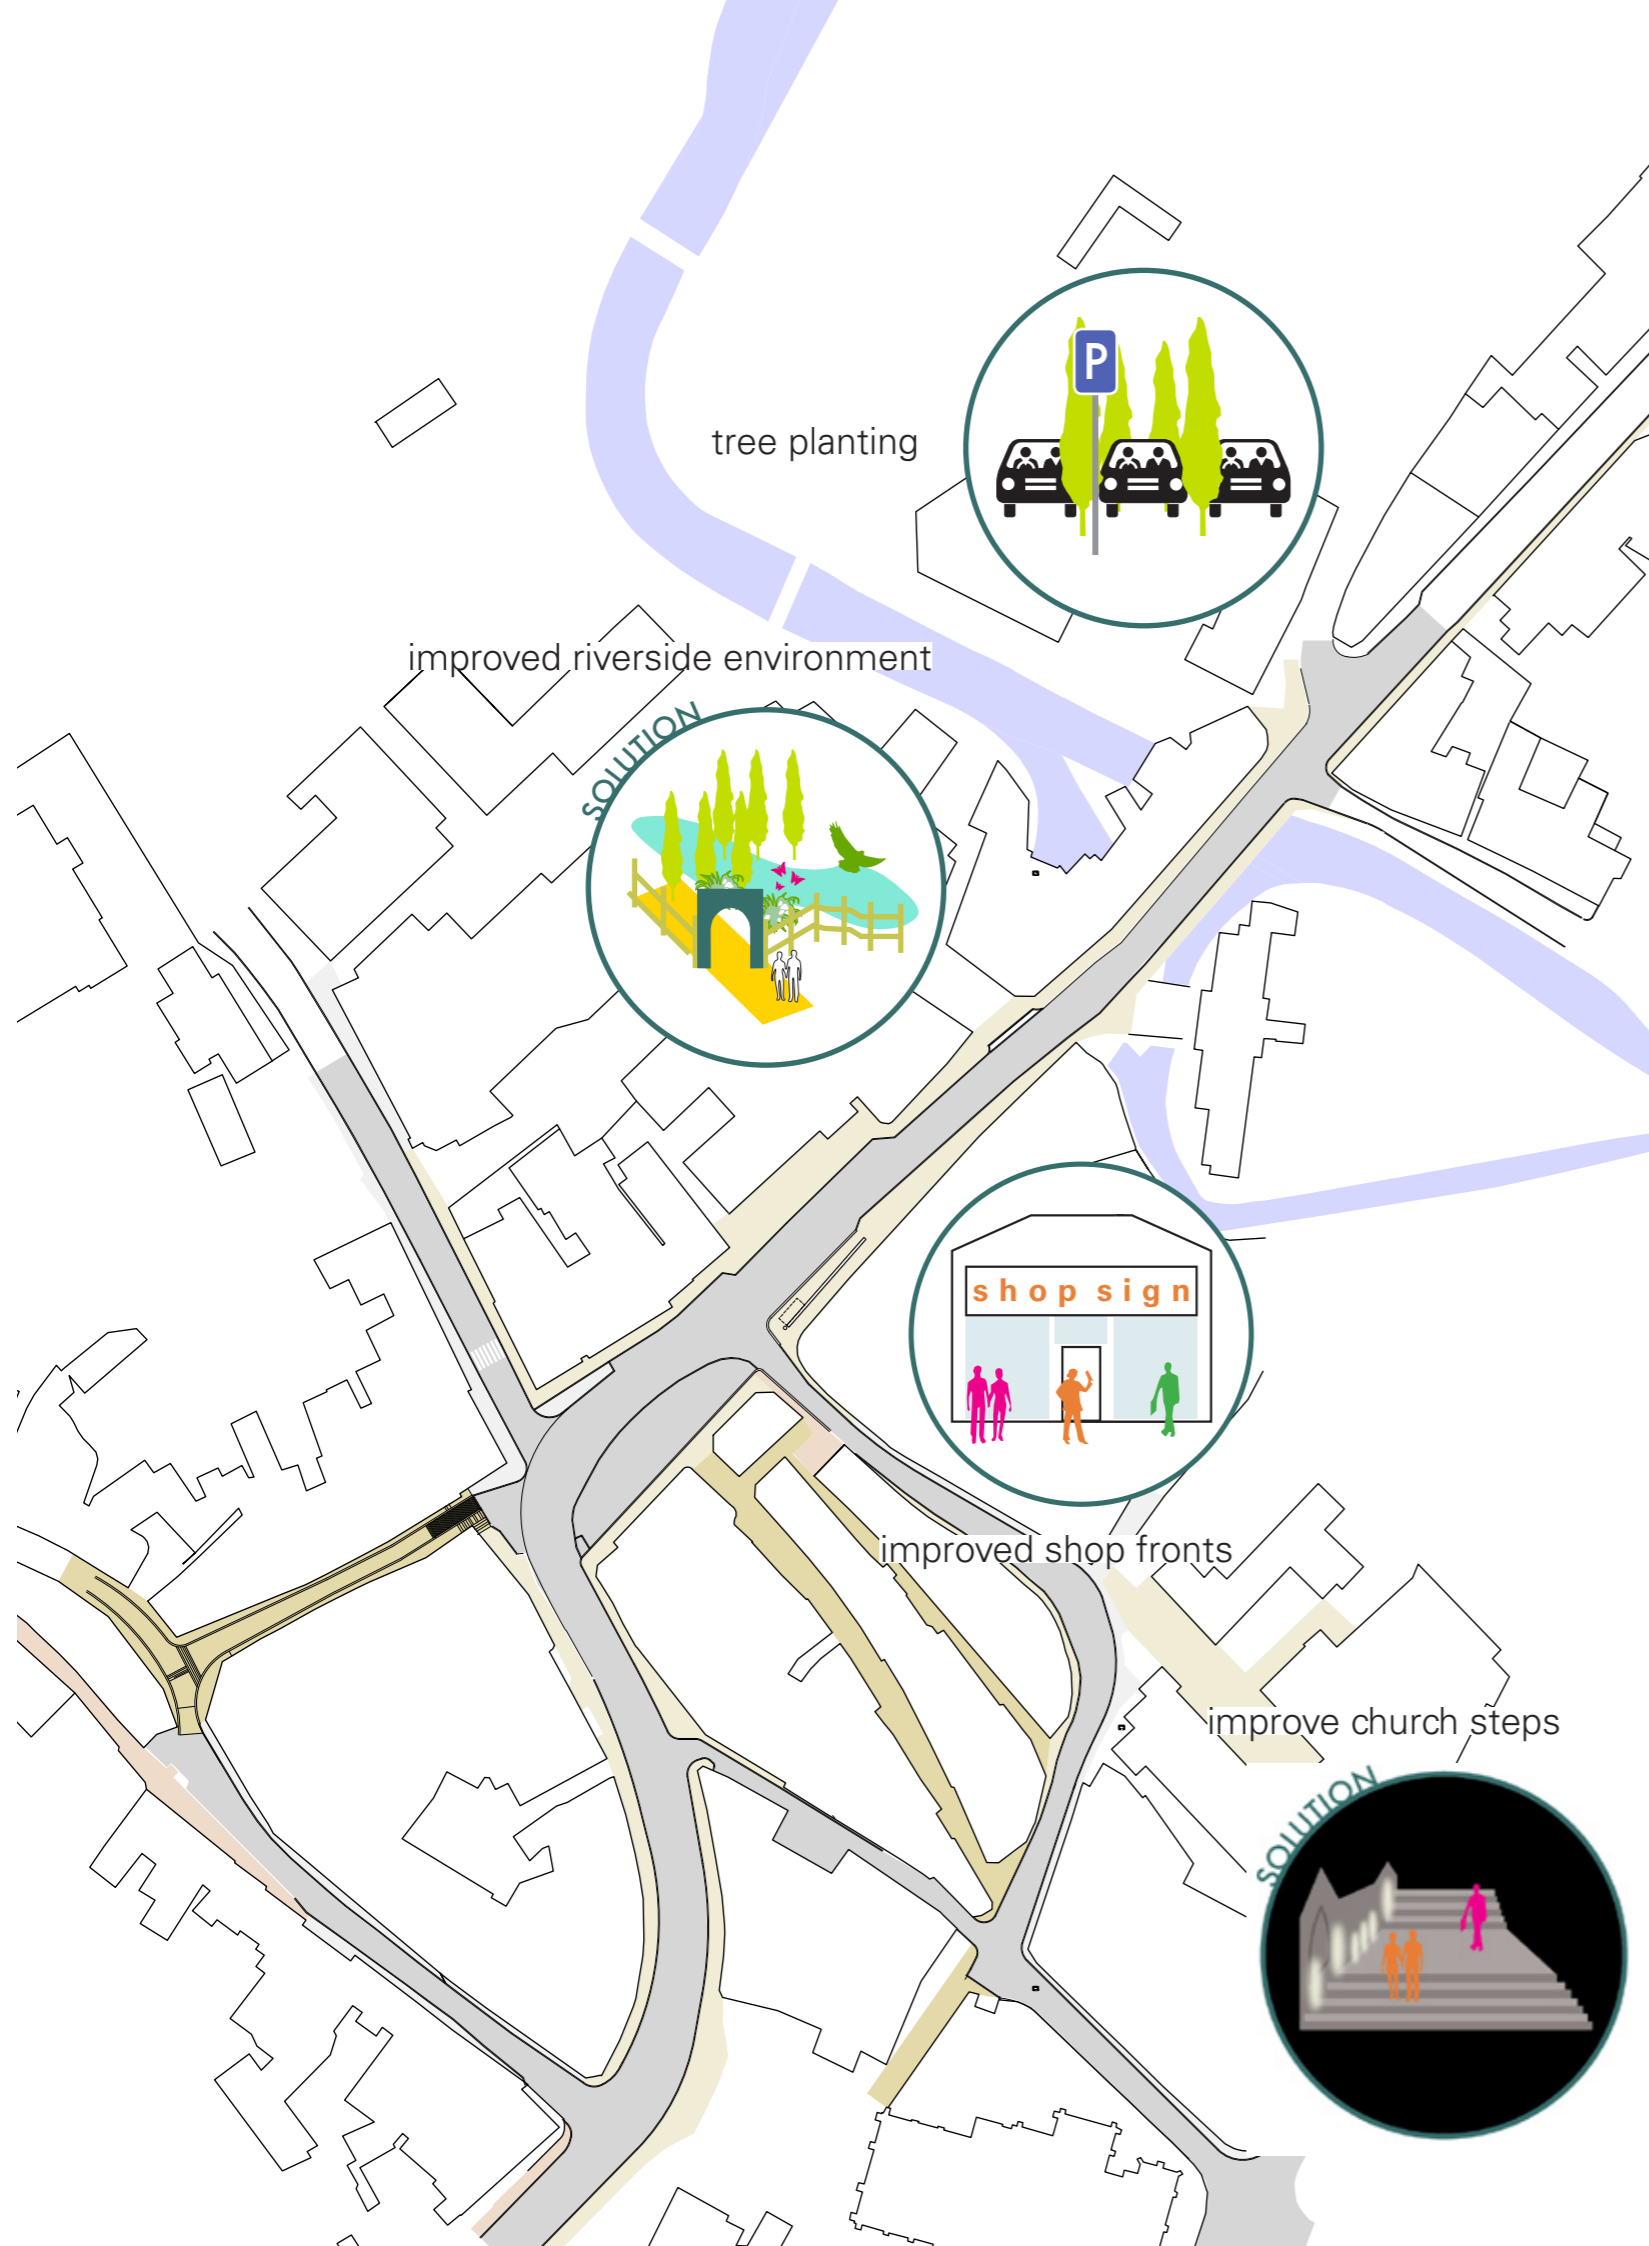 P
tree planting
improved riverside environment
SOLUTION
shop sign
improved shop fronts
improve church steps
SOLUTION